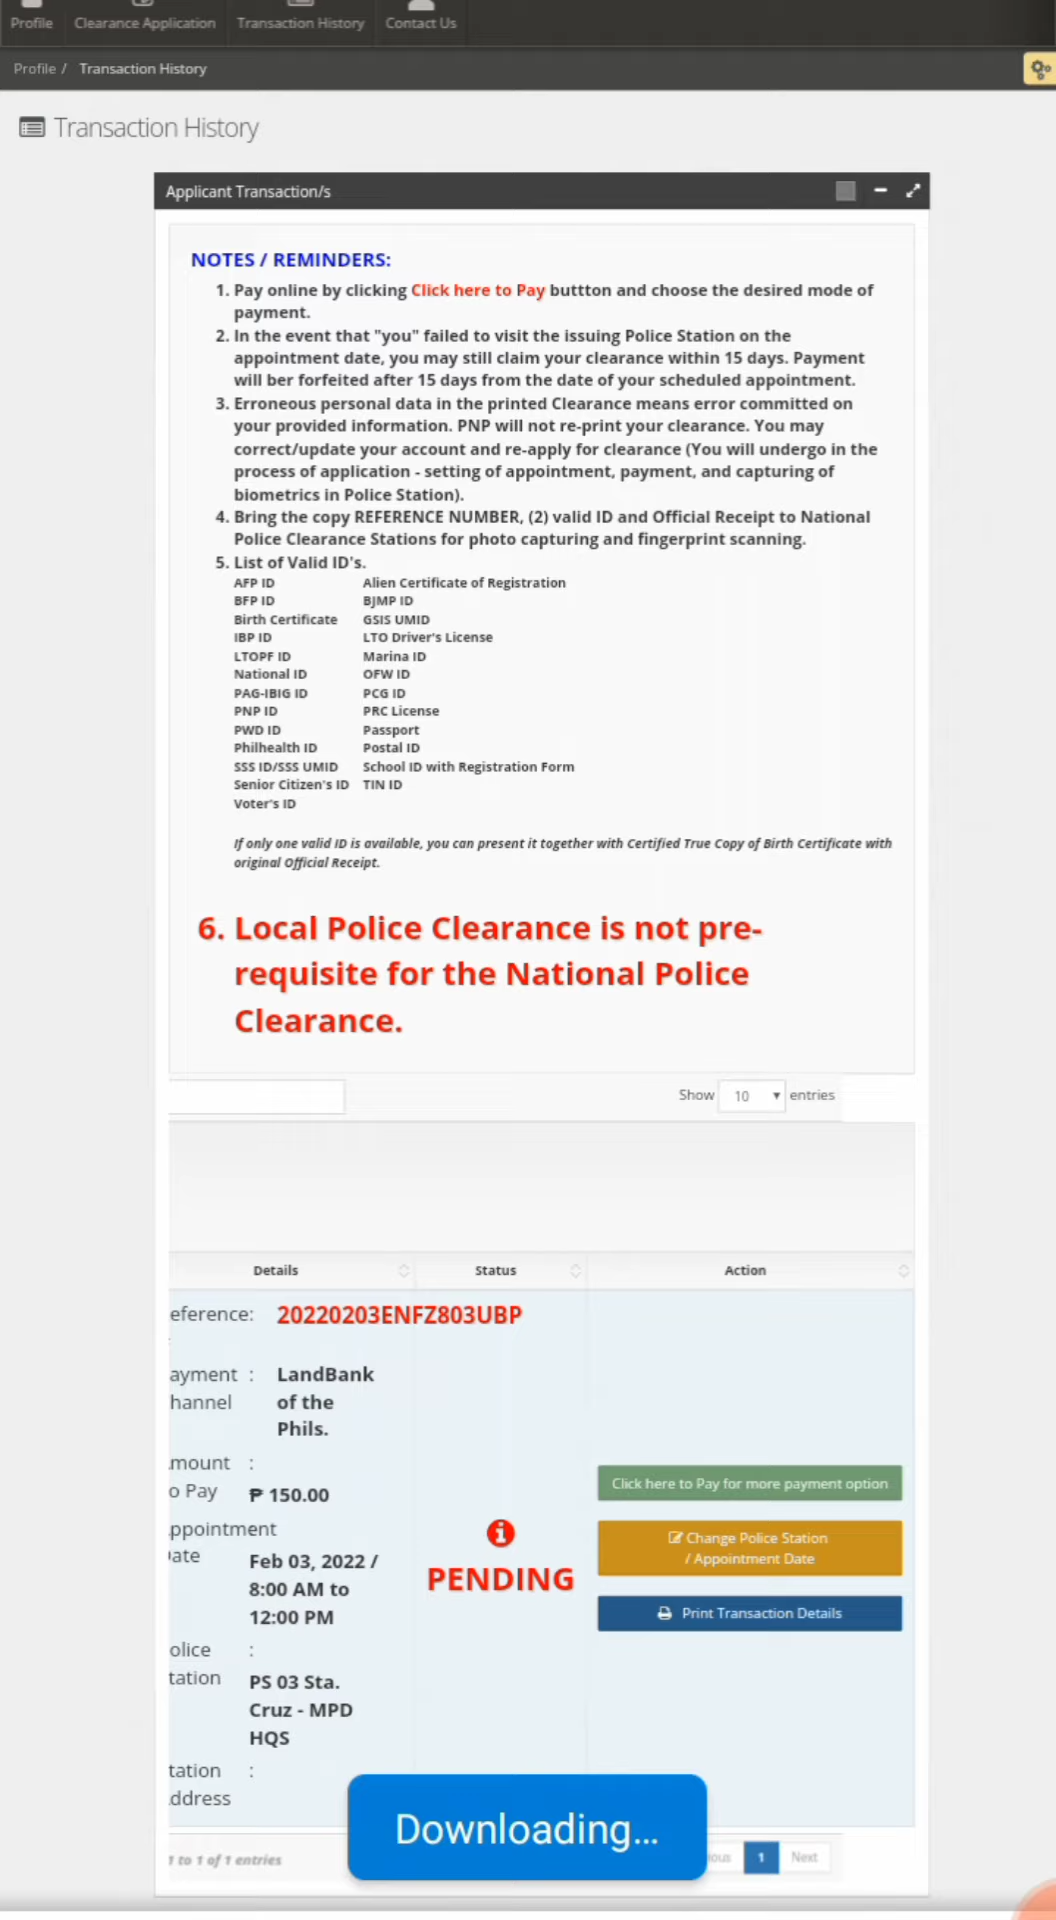 Profile
Clearance Application
Transaction History
Contact Us
Profile / Transaction History
Transaction History
Applicant Transaction/s
NOTES / REMINDERS:
1. Pay online by clicking Click here to Pay buttton and choose the desired mode of
payment.
2. In the event that "you" failed to visit the issuing Police Station on the
appointment date, you may still claim your clearance within 15 days. Payment
will ber forfeited after 15 days from the date of your scheduled appointment.
3. Erroneous personal data in the printed Clearance means error committed on
your provided information. PNP will not re-print your clearance. You may
correct/update your account and re-apply for clearance (You will undergo in the
process of application - setting of appointment, payment, and capturing of
biometrics in Police Station).
4. Bring the copy REFERENCE NUMBER, (2) valid ID and Official Receipt to National
Police Clearance Stations for photo capturing and fingerprint scanning.
5. List of Valid ID's.
AFP ID Alien Certificate of Registration
BFP ID BJMP ID
Birth Certificate GSIS UMID
IBP ID LTO Driver's License
LTOPF ID Marina ID
National ID OFW ID
PAG-IBIG ID PCG ID
PNP ID PRC License
PWD ID Passport
Philhealth ID Postal ID
SSS ID/SSS UMID School ID with Registration Form
Senior Citizen's ID TIN ID
Voter's ID
If only one valid ID is available, you can present it together with Certified True Copy of Birth Certificate with
original Official Receipt.
6. Local Police Clearance is not pre-
requisite for the National Police
Clearance.
Show 10 entries
Details Status Action
eference: 20220203ENFZ803UBP
ayment : LandBank
hannel of the
Phils.
mount :
o Pay ₱ 150.00
ppointment
ate Feb 03, 2022 /
8:00 AM to
12:00 PM
olice :
tation PS 03 Sta.
Cruz - MPD
HQS
tation :
ddress
PENDING
Click here to Pay for more payment option
Change Police Station
/ Appointment Date
Print Transaction Details
Downloading...
1 to 1 of 1 entries
ous 1 Next